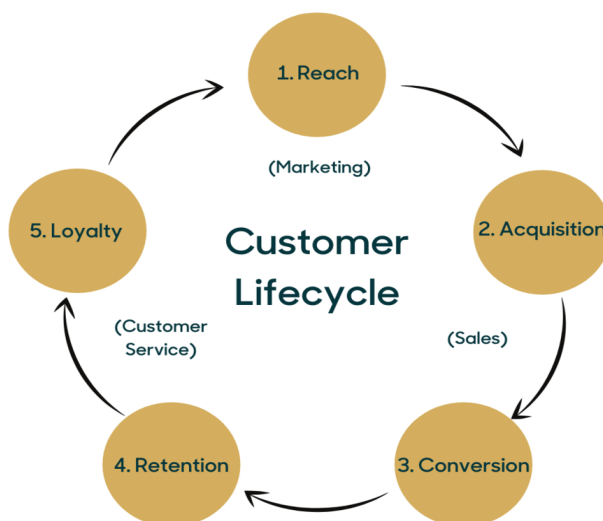 1. Reach
(Marketing)
2. Acquisition
5. Loyalty
Customer
Lifecycle
(Customer
Service)
(Sales)
4. Retention
3. Conversion